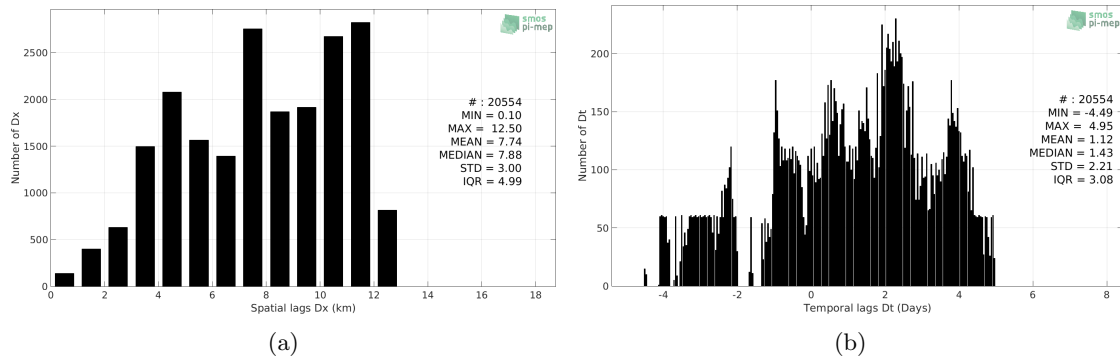 smos
pi-mep
2500
2000
1500
1000
500
0
Number of Dx
# : 20554
MIN = 0.10
MAX = 12.50
MEAN = 7.74
MEDIAN = 7.88
STD = 3.00
IQR = 4.99
0 2 4 6 8 10 12 14 16 18
Spatial lags Dx (km)
(a)
smos
pi-mep
200
150
100
50
0
Number of Dt
# : 20554
MIN = -4.49
MAX = 4.95
MEAN = 1.12
MEDIAN = 1.43
STD = 2.21
IQR = 3.08
-4 -2 0 2 4 6 8
Temporal lags Dt (Days)
(b)